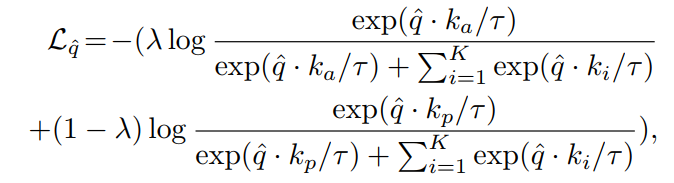 $\mathcal{L}_{\hat{q}} = -(\lambda \log \frac{\exp(\hat{q} \cdot k_a / \tau)}{\exp(\hat{q} \cdot k_a / \tau) + \sum_{i=1}^{K} \exp(\hat{q} \cdot k_i / \tau)}$
$+ (1 - \lambda) \log \frac{\exp(\hat{q} \cdot k_p / \tau)}{\exp(\hat{q} \cdot k_p / \tau) + \sum_{i=1}^{K} \exp(\hat{q} \cdot k_i / \tau)}),$